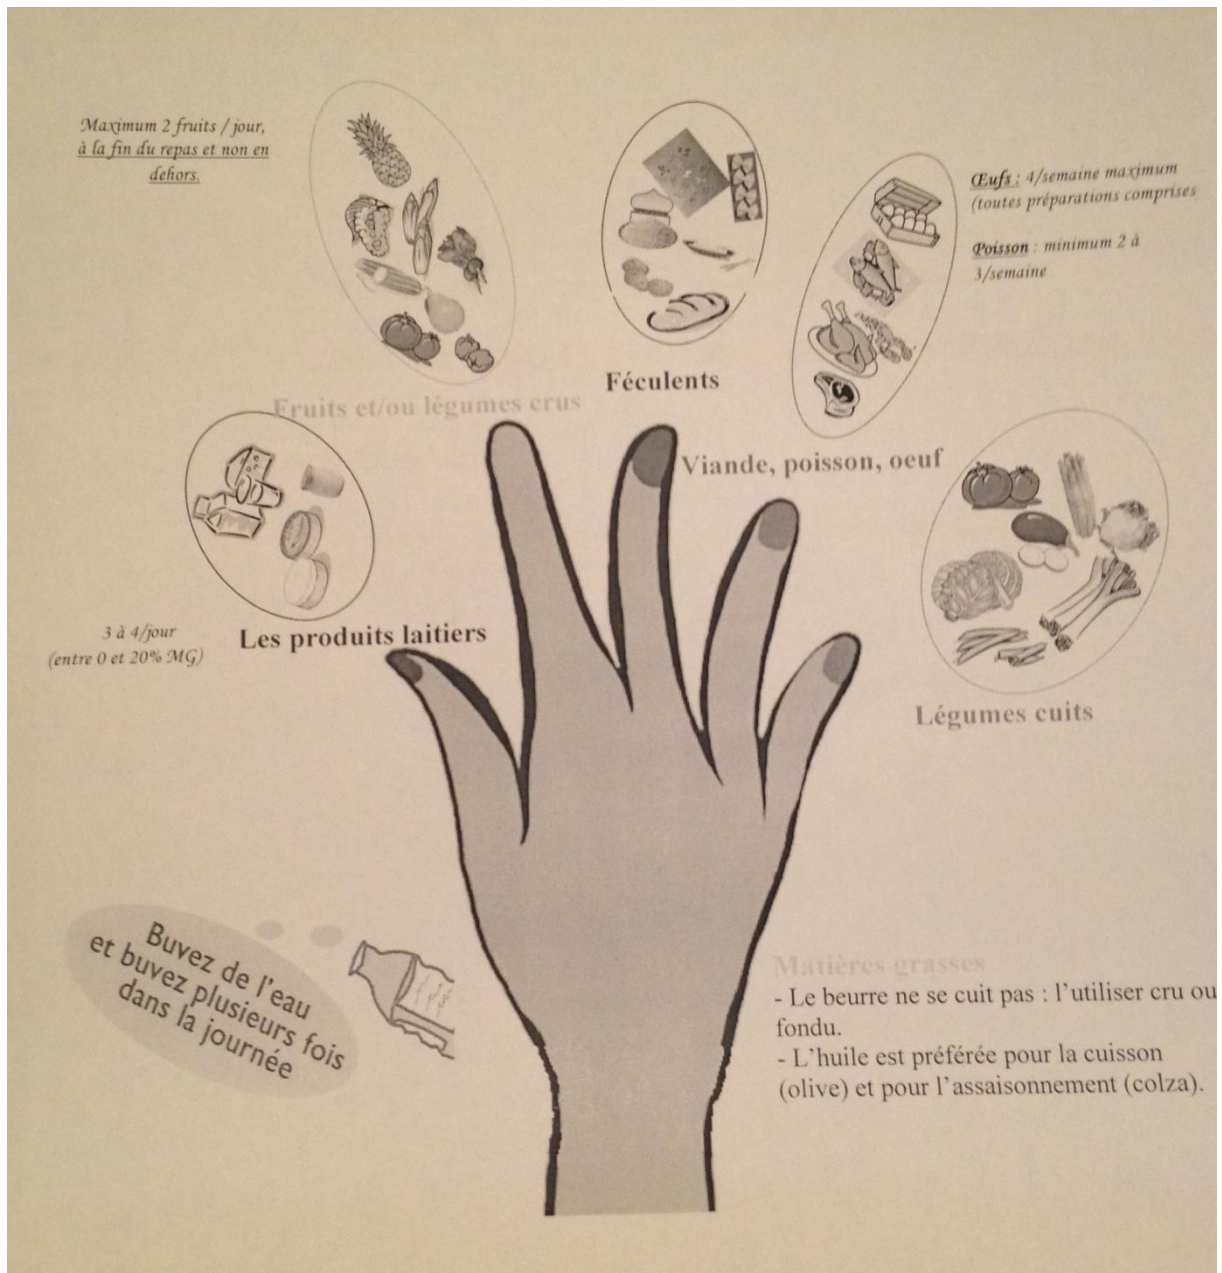 Maximum 2 fruits / jour,
à la fin du repas et non en
dehors.
Fruits et/ou légumes crus
Féculents
Œufs : 4/semaine maximum
(toutes préparations comprises
Poisson : minimum 2 à
3/semaine
Viande, poisson, oeuf
3 à 4/jour
(entre 0 et 20% MG)
Les produits laitiers
Légumes cuits
Buvez de l'eau
et buvez plusieurs fois
dans la journée
Matières grasses
- Le beurre ne se cuit pas : l'utiliser cru ou
fondu.
- L'huile est préférée pour la cuisson
(olive) et pour l'assaisonnement (colza).